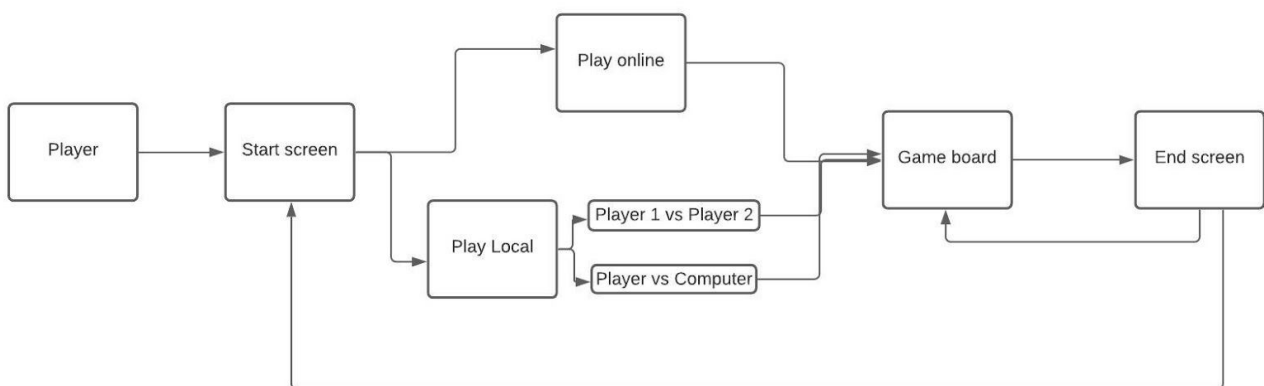 Player
Start screen
Play online
Play Local
Player 1 vs Player 2
Player vs Computer
Game board
End screen